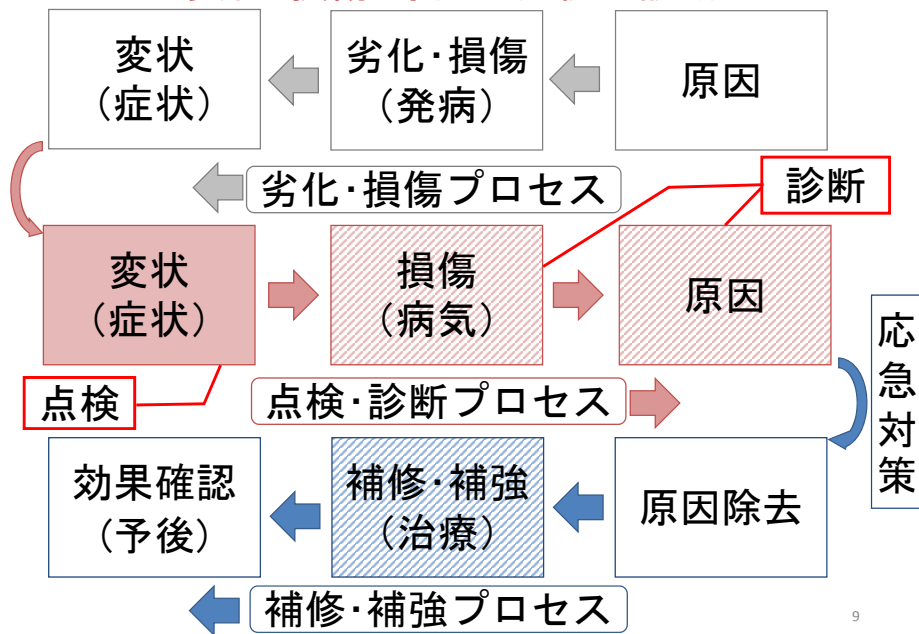 変状
(症状)
劣化・損傷
(発病)
原因
劣化・損傷プロセス
診断
変状
(症状)
損傷
(病気)
原因
点検
点検・診断プロセス
応急対策
効果確認
(予後)
補修・補強
(治療)
原因除去
補修・補強プロセス
9